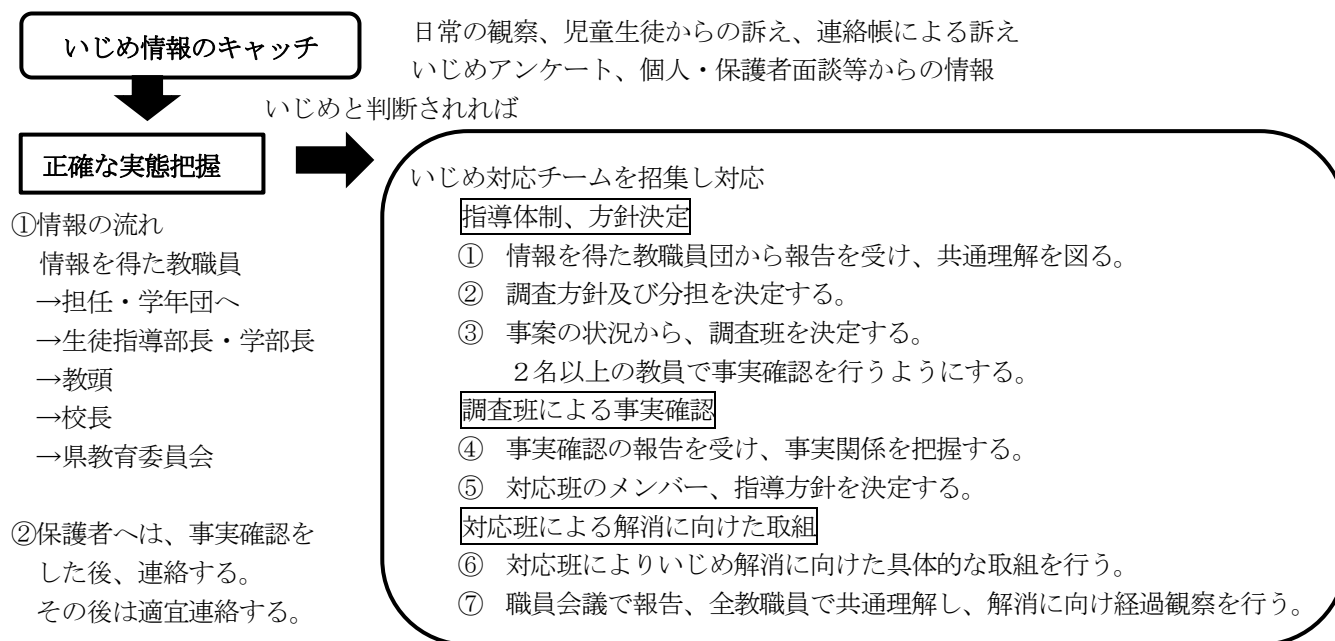 いじめ情報のキャッチ
日常の観察、児童生徒からの訴え、連絡帳による訴え
いじめアンケート、個人・保護者面談等からの情報
いじめと判断されれば
正確な実態把握
①情報の流れ
情報を得た教職員
→担任・学年団へ
→生徒指導部長・学部長
→教頭
→校長
→県教育委員会
②保護者へは、事実確認を
した後、連絡する。
その後は適宜連絡する。
いじめ対応チームを招集し対応
指導体制、方針決定
① 情報を得た教職員団から報告を受け、共通理解を図る。
② 調査方針及び分担を決定する。
③ 事案の状況から、調査班を決定する。
２名以上の教員で事実確認を行うようにする。
調査班による事実確認
④ 事実確認の報告を受け、事実関係を把握する。
⑤ 対応班のメンバー、指導方針を決定する。
対応班による解消に向けた取組
⑥ 対応班によりいじめ解消に向けた具体的な取組を行う。
⑦ 職員会議で報告、全教職員で共通理解し、解消に向け経過観察を行う。